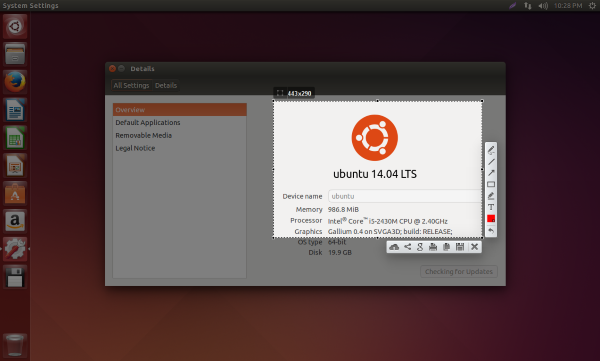 System Settings
10:28 PM
Details
All Settings Details
443x290
Overview
Default Applications
Removable Media
Legal Notice
ubuntu 14.04 LTS
Device name ubuntu
Memory 986.8 MiB
Processor Intel® Core™ i5-2430M CPU @ 2.40GHz
Graphics Gallium 0.4 on SVGA3D; build: RELEASE;
OS type 64-bit
Disk 19.9 GB
Checking for Updates